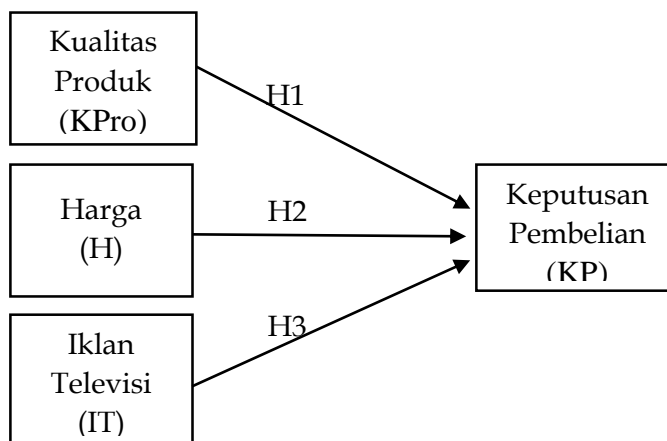 Kualitas
Produk
(KPro)
H1
Harga
(H)
H2
Keputusan
Pembelian
(KP)
H3
Iklan
Televisi
(IT)